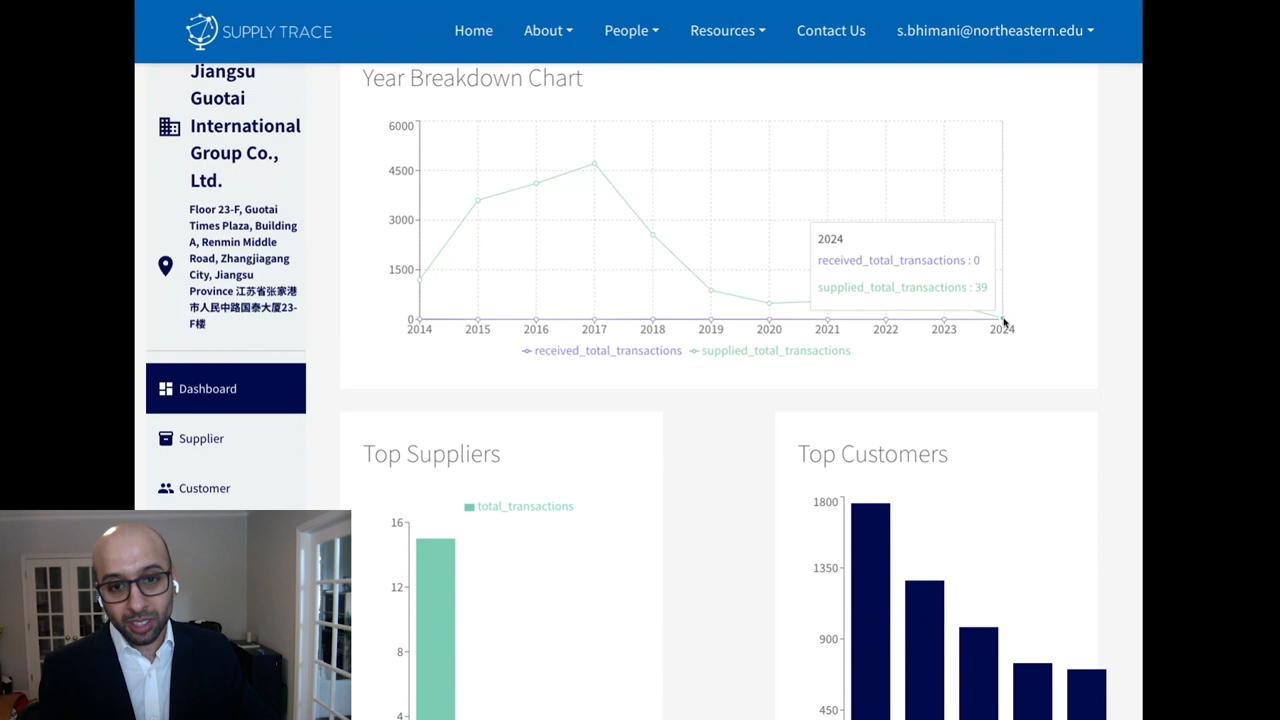 SUPPLY TRACE
Home
About
People
Resources
Contact Us
s.bhimani@northeastern.edu
Jiangsu
Guotai
International
Group Co.,
Ltd.
Floor 23-F, Guotai
Times Plaza, Building
A, Renmin Middle
Road, Zhangjiagang
City, Jiangsu
Province 江苏省张家港
市人民中路国泰大厦23-
F楼
Dashboard
Supplier
Customer
Year Breakdown Chart
6000
4500
3000
1500
0
2014 2015 2016 2017 2018 2019 2020 2021 2022 2023 2024
2024
received_total_transactions : 0
supplied_total_transactions : 39
received_total_transactions supplied_total_transactions
Top Suppliers
total_transactions
16
12
8
4
Top Customers
1800
1350
900
450